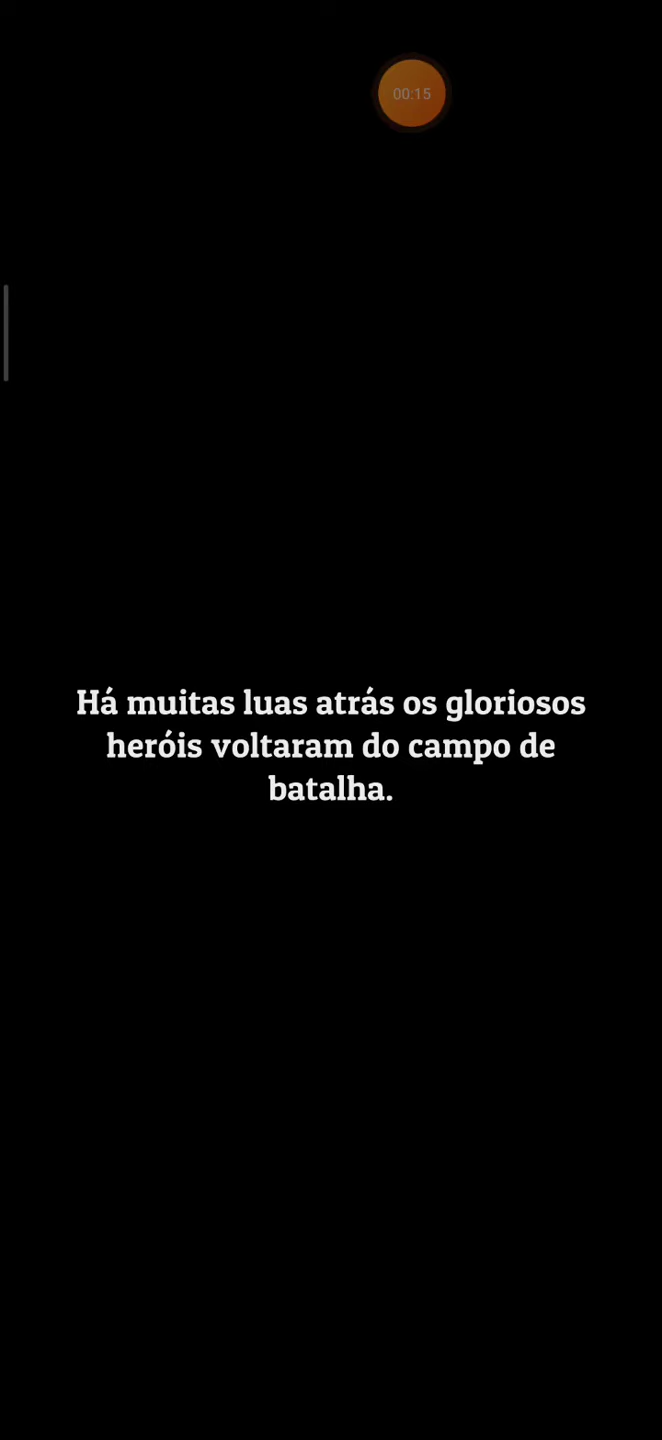 00:15
Há muitas luas atrás os gloriosos
heróis voltaram do campo de
batalha.